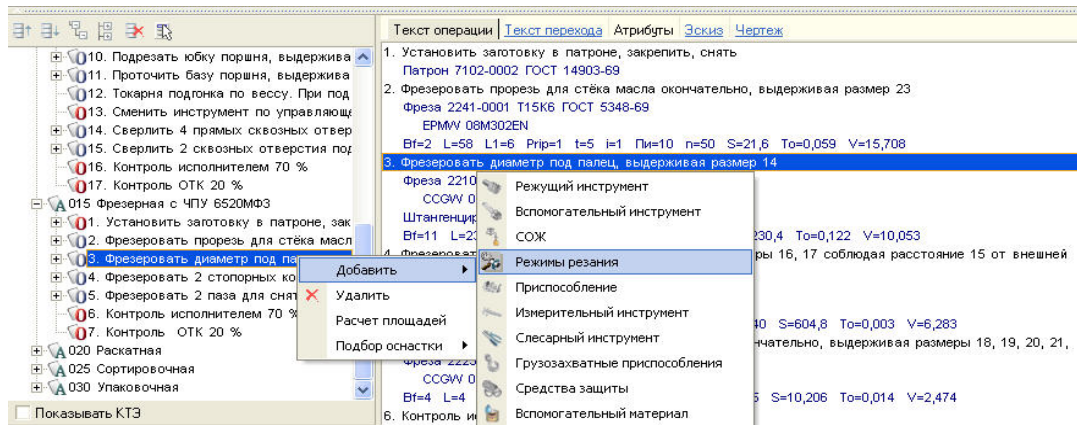 Текст операции Текст перехода Атрибуты Эскиз Чертеж
10. Подрезать юбку поршня, выдержива
11. Проточить базу поршня, выдержива
12. Токарня подгонка по вессу. При под
13. Сменить инструмент по управляюще
14. Сверлить 4 прямых сквозных отвер
15. Сверлить 2 сквозных отверстия под
16. Контроль исполнителем 70 %
17. Контроль ОТК 20 %
015 Фрезерная с ЧПУ 6520МФ3
1. Установить заготовку в патроне, зак
2. Фрезеровать прорезь для стёка масл
3. Фрезеровать диаметр под па
4. Фрезеровать 2 стопорных ко
5. Фрезеровать 2 паза для снят
6. Контроль исполнителем 70 %
7. Контроль ОТК 20 %
020 Раскатная
025 Сортировочная
030 Упаковочная
Показывать КТЭ
Добавить
Удалить
Расчет площадей
Подбор оснастки
1. Установить заготовку в патроне, закрепить, снять
Патрон 7102-0002 ГОСТ 14903-69
2. Фрезеровать прорезь для стёка масла окончательно, выдержвая размер 23
Фреза 2241-0001 Т15К6 ГОСТ 5348-69
EPMW 08M302EN
Bf=2 L=58 L1=6 Prip=1 t=5 i=1 Пи=10 n=50 S=21,6 To=0,059 V=15,708
3. Фрезеровать диаметр под палец, выдерживая размер 14
Фреза 2210
CCGW 0
Штангенцир
Bf=11 L=23 230,4 To=0,122 V=10,053
4. Фрезероват ры 16, 17 соблюдая расстояние 15 от внешней
40 S=604,8 To=0,003 V=6,283
нчательно, выдерживая размеры 18, 19, 20, 21,
Фреза 2223
CCGW 0
Bf=4 L=4 5 S=10,206 To=0,014 V=2,474
6. Контроль ис
Режущий инструмент
Вспомогательный инструмент
СОЖ
Режимы резания
Приспособление
Измерительный инструмент
Слесарный инструмент
Грузозахватные приспособления
Средства защиты
Вспомогательный материал